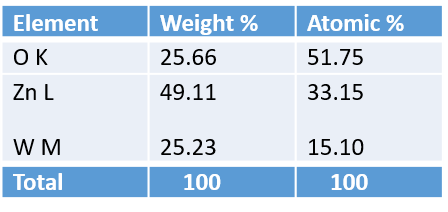 Element Weight % Atomic %
O K 25.66 51.75
Zn L 49.11 33.15
W M 25.23 15.10
Total 100 100